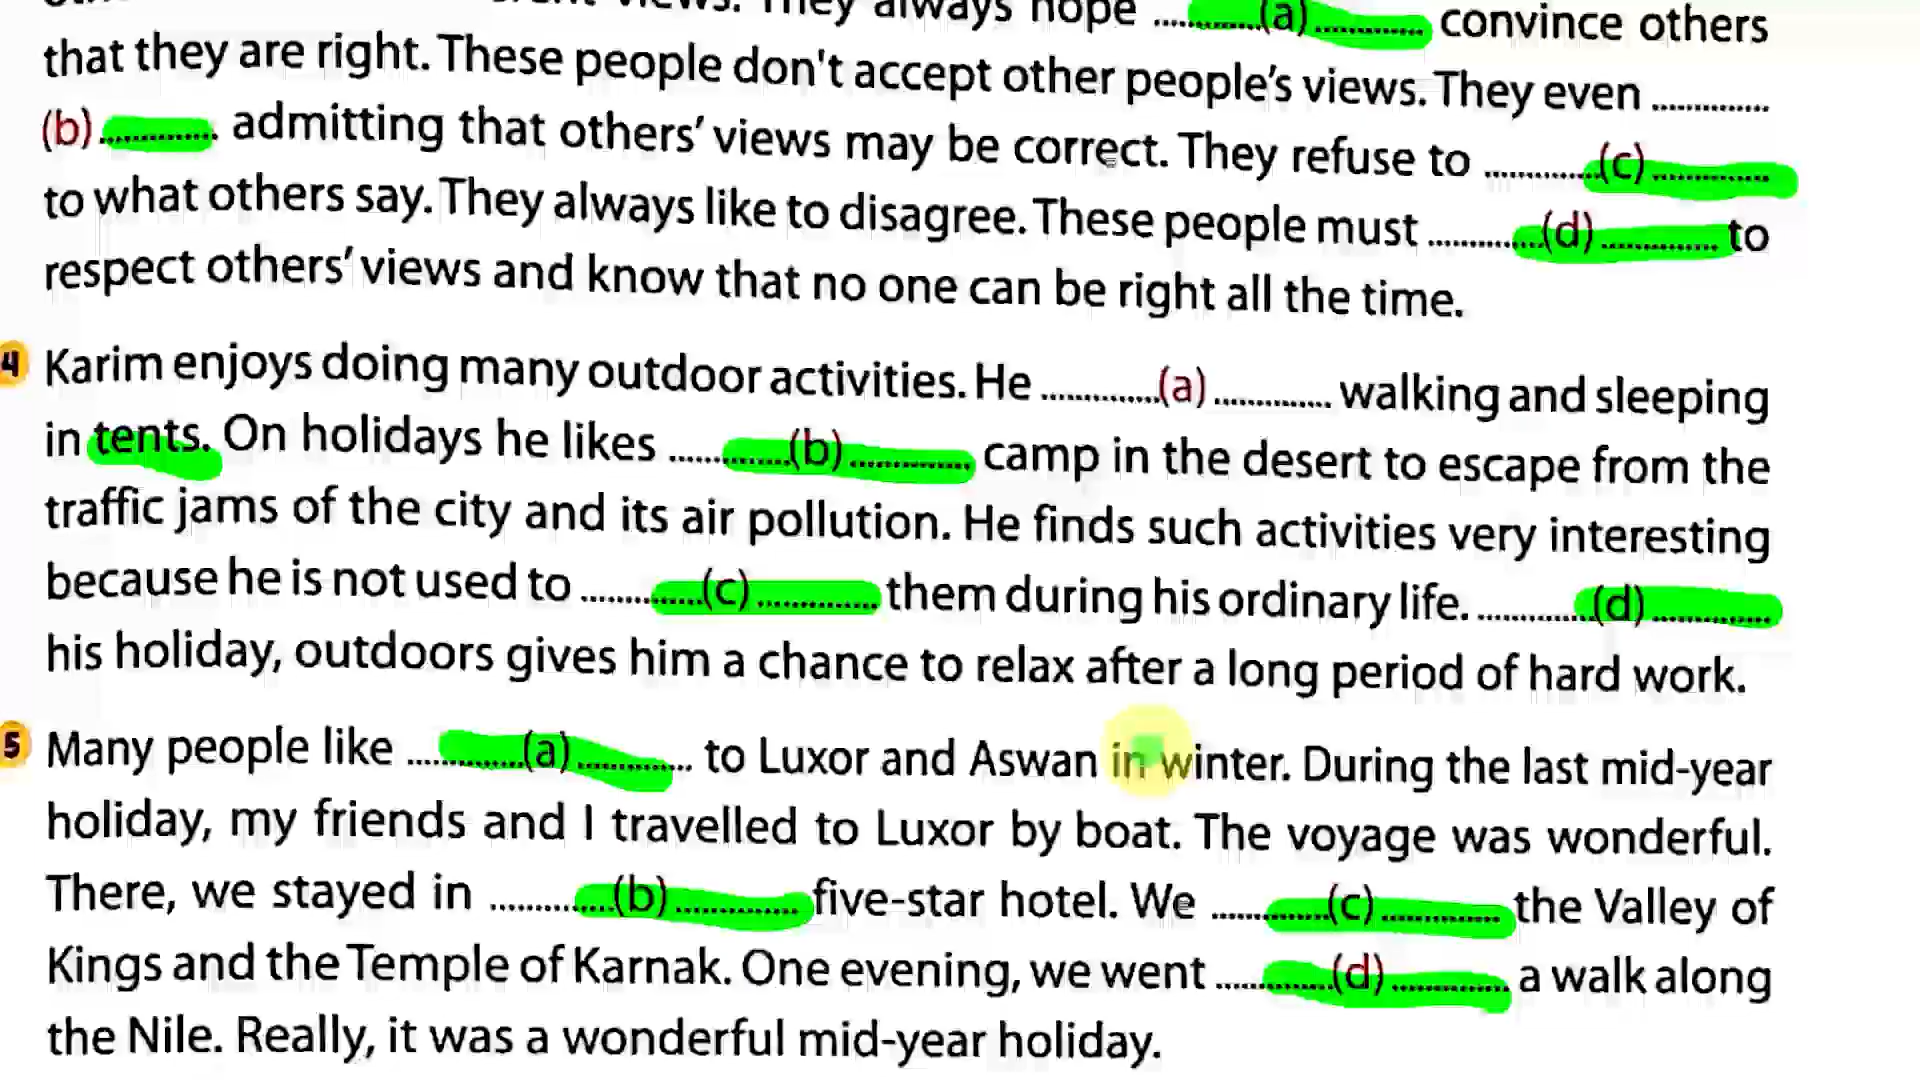 views. They always hope ............(a)............ convince others
that they are right. These people don't accept other people's views. They even ............
(b)............ admitting that others' views may be correct. They refuse to ............(c)............
to what others say. They always like to disagree. These people must ............(d)............ to
respect others' views and know that no one can be right all the time.
4 Karim enjoys doing many outdoor activities. He ............(a)............ walking and sleeping
in tents. On holidays he likes ............(b)............ camp in the desert to escape from the
traffic jams of the city and its air pollution. He finds such activities very interesting
because he is not used to ............(c)............ them during his ordinary life. ............(d)............
his holiday, outdoors gives him a chance to relax after a long period of hard work.
5 Many people like ............(a)............ to Luxor and Aswan in winter. During the last mid-year
holiday, my friends and I travelled to Luxor by boat. The voyage was wonderful.
There, we stayed in ............(b)............ five-star hotel. We ............(c)............ the Valley of
Kings and the Temple of Karnak. One evening, we went ............(d)............ a walk along
the Nile. Really, it was a wonderful mid-year holiday.